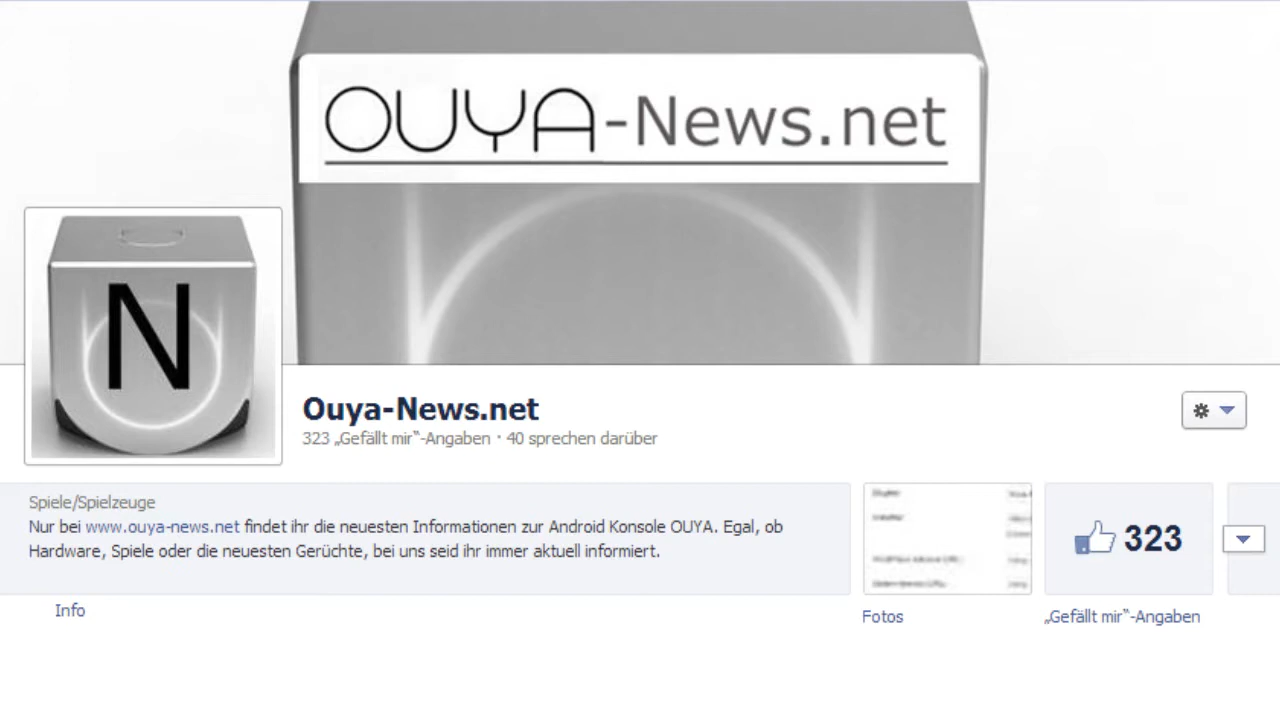 OUYA-News.net
N
Ouya-News.net
323 „Gefällt mir“-Angaben · 40 sprechen darüber
Spiele/Spielzeuge
Nur bei www.ouya-news.net findet ihr die neuesten Informationen zur Android Konsole OUYA. Egal, ob
Hardware, Spiele oder die neuesten Gerüchte, bei uns seid ihr immer aktuell informiert.
323
Info
Fotos
„Gefällt mir“-Angaben